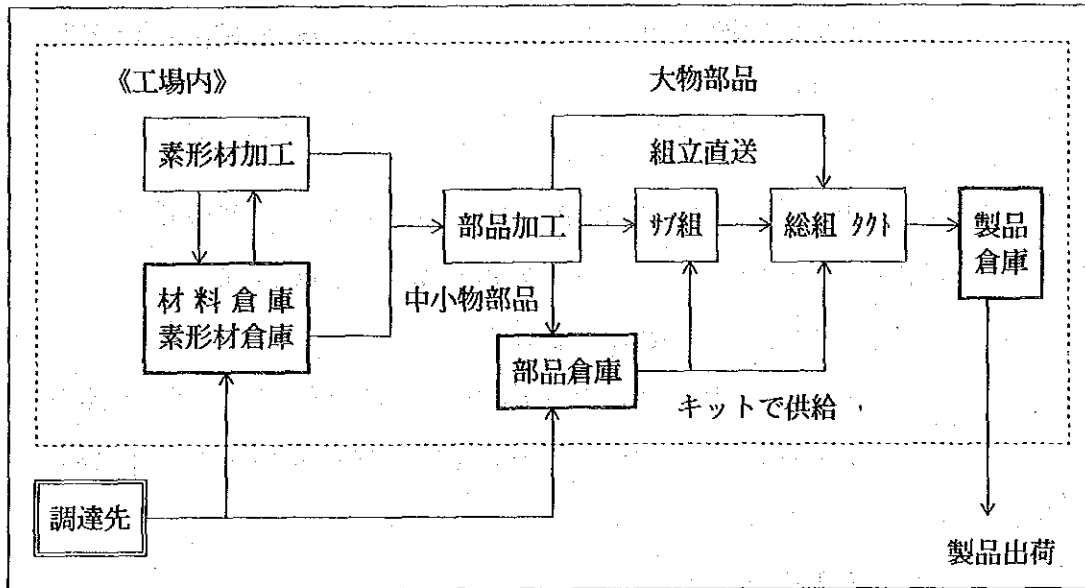 《工場内》
大物部品
素形材加工
組立直送
部品加工
ｻﾌﾞ組
総組 ﾀｸﾄ
製品
倉庫
材料倉庫
素形材倉庫
中小物部品
部品倉庫
キットで供給
調達先
製品出荷